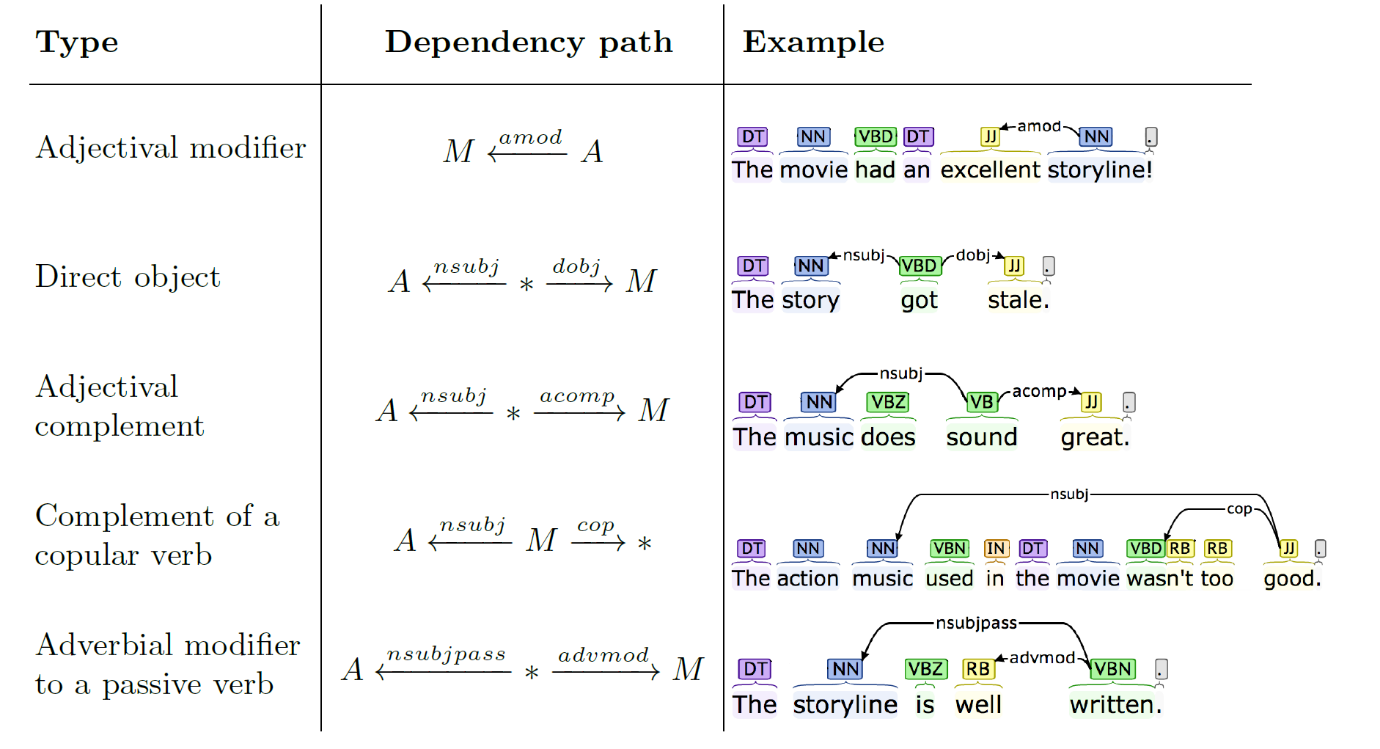 Type Dependency path Example
amod
Adjectival modifier M ← A
DT NN VBD DT JJ amod NN .
The movie had an excellent storyline!
nsubj dobj
Direct object A ← * → M
DT NN nsubj VBD dobj JJ .
The story got stale.
Adjectival
complement
nsubj acomp
A ← * → M
nsubj
DT NN VBZ VB acomp JJ .
The music does sound great.
Complement of a
copular verb
nsubj cop
A ← M → *
nsubj
cop
DT NN NN VBN IN DT NN VBD RB RB JJ .
The action music used in the movie wasn't too good.
Adverbial modifier
to a passive verb
nsubjpass advmod
A ← * → M
nsubjpass
DT NN VBZ RB advmod VBN .
The storyline is well written.